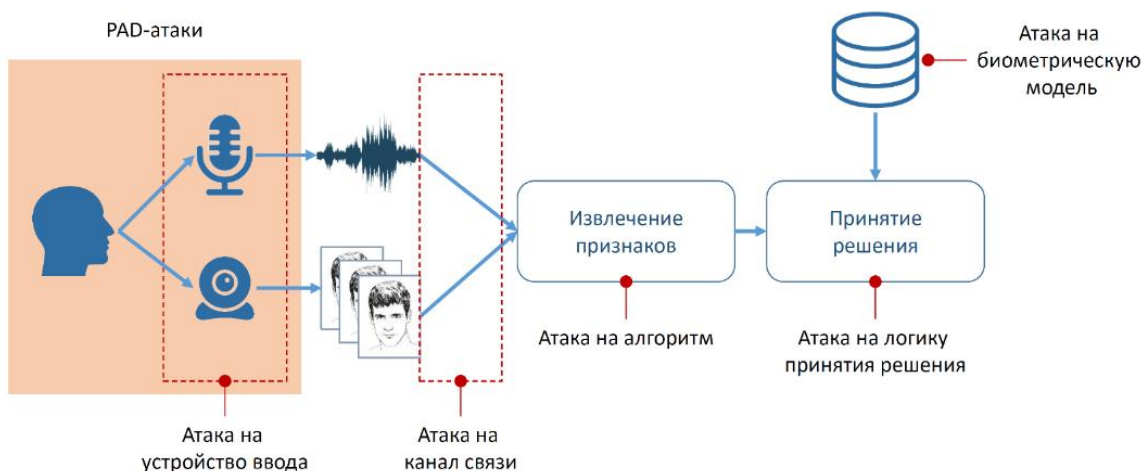 PAD-атаки
Атака на
биометрическую
модель
Извлечение
признаков
Принятие
решения
Атака на алгоритм
Атака на логику
принятия решения
Атака на
устройство ввода
Атака на
канал связи